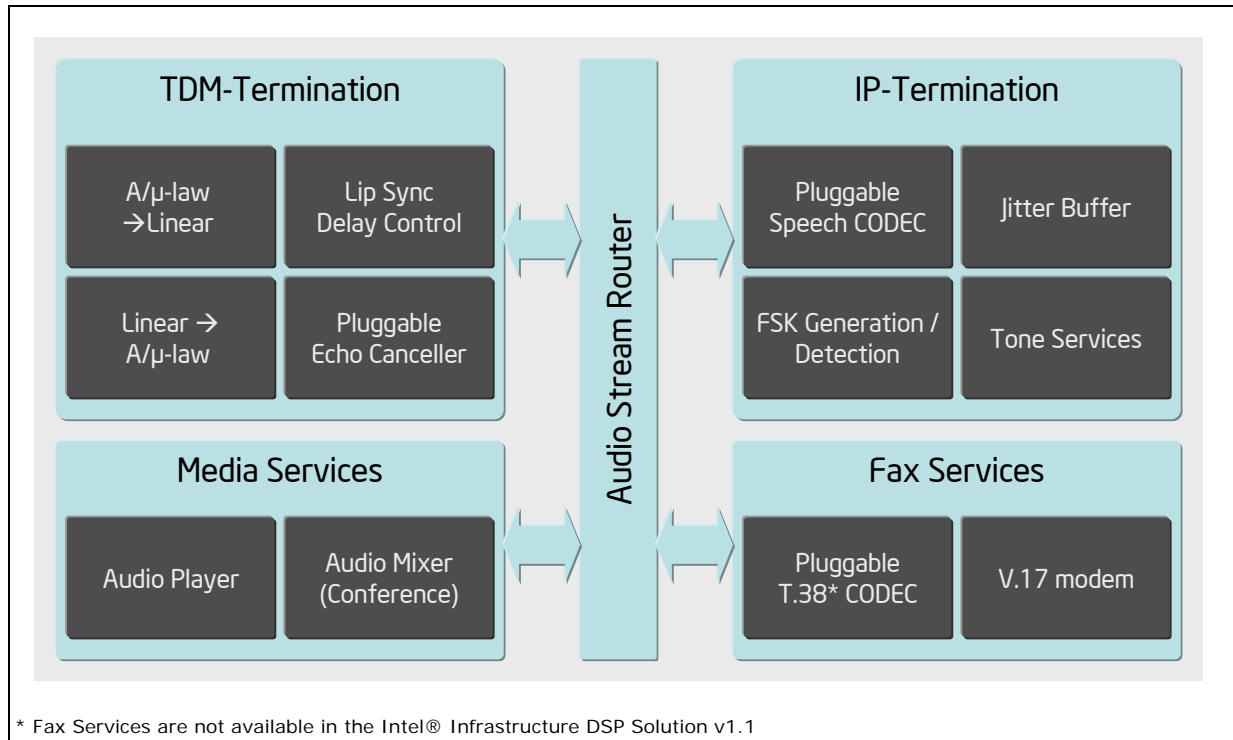 TDM-Termination
A/μ-law
→Linear
Lip Sync
Delay Control
Linear →
A/μ-law
Pluggable
Echo Canceller
Media Services
Audio Player
Audio Mixer
(Conference)
Audio Stream Router
IP-Termination
Pluggable
Speech CODEC
Jitter Buffer
FSK Generation /
Detection
Tone Services
Fax Services
Pluggable
T.38* CODEC
V.17 modem
* Fax Services are not available in the Intel® Infrastructure DSP Solution v1.1